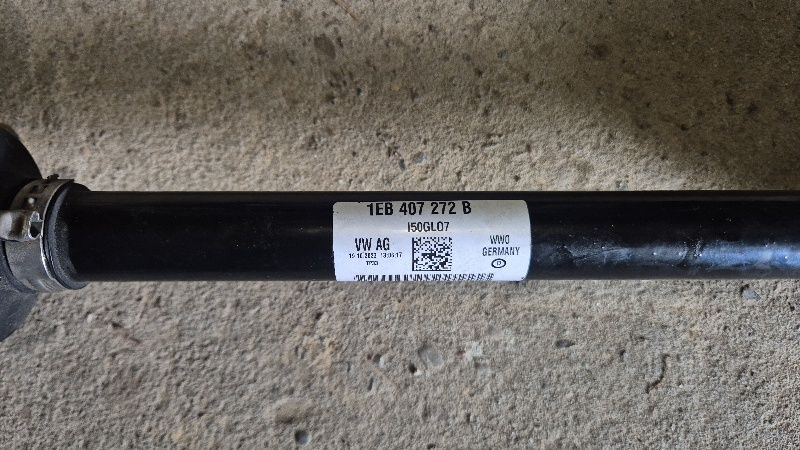 1EB 407 272 B
I50GL07
VW AG
WWO
GERMANY